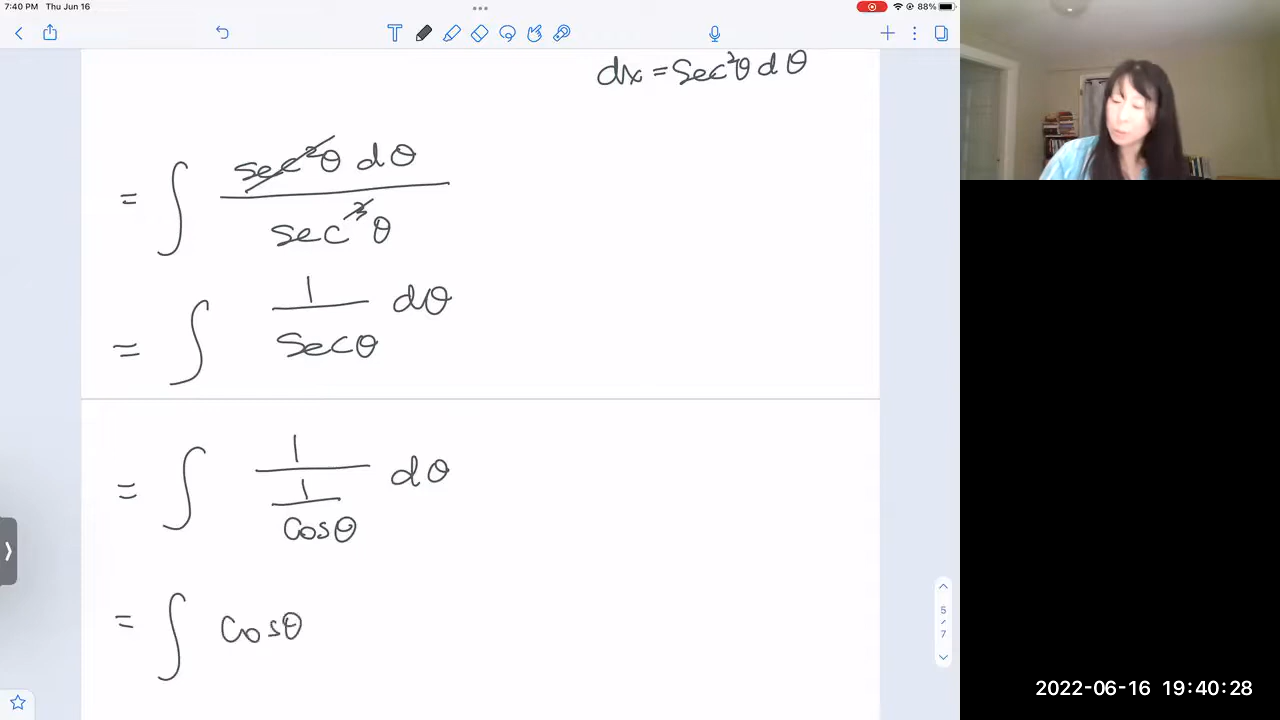 7:40 PM Thu Jun 16
88%
dx = sec²θ dθ
= ∫ sec²θ dθ / sec³θ
= ∫ 1 / secθ dθ
= ∫ 1 / (1 / cosθ) dθ
= ∫ cosθ
5 / 7
2022-06-16 19:40:28